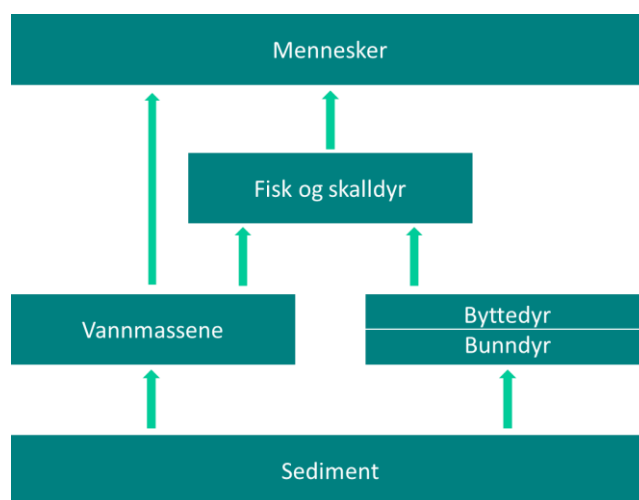 Mennesker
Fisk og skalldyr
Vannmassene
Byttedyr
Bunndyr
Sediment